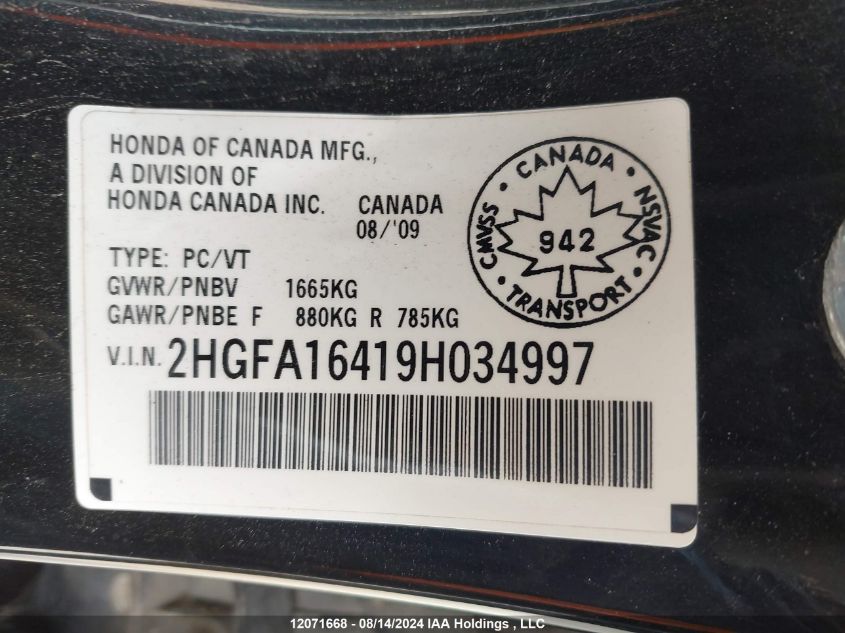 HONDA OF CANADA MFG.,
A DIVISION OF
HONDA CANADA INC. CANADA
08/'09
TYPE: PC/VT
GVWR/PNBV 1665KG
GAWR/PNBE F 880KG R 785KG
V.I.N. 2HGFA16419H034997
CMVSS • CANADA • NSVAC • TRANSPORT •
942
12071668 - 08/14/2024 IAA Holdings , LLC